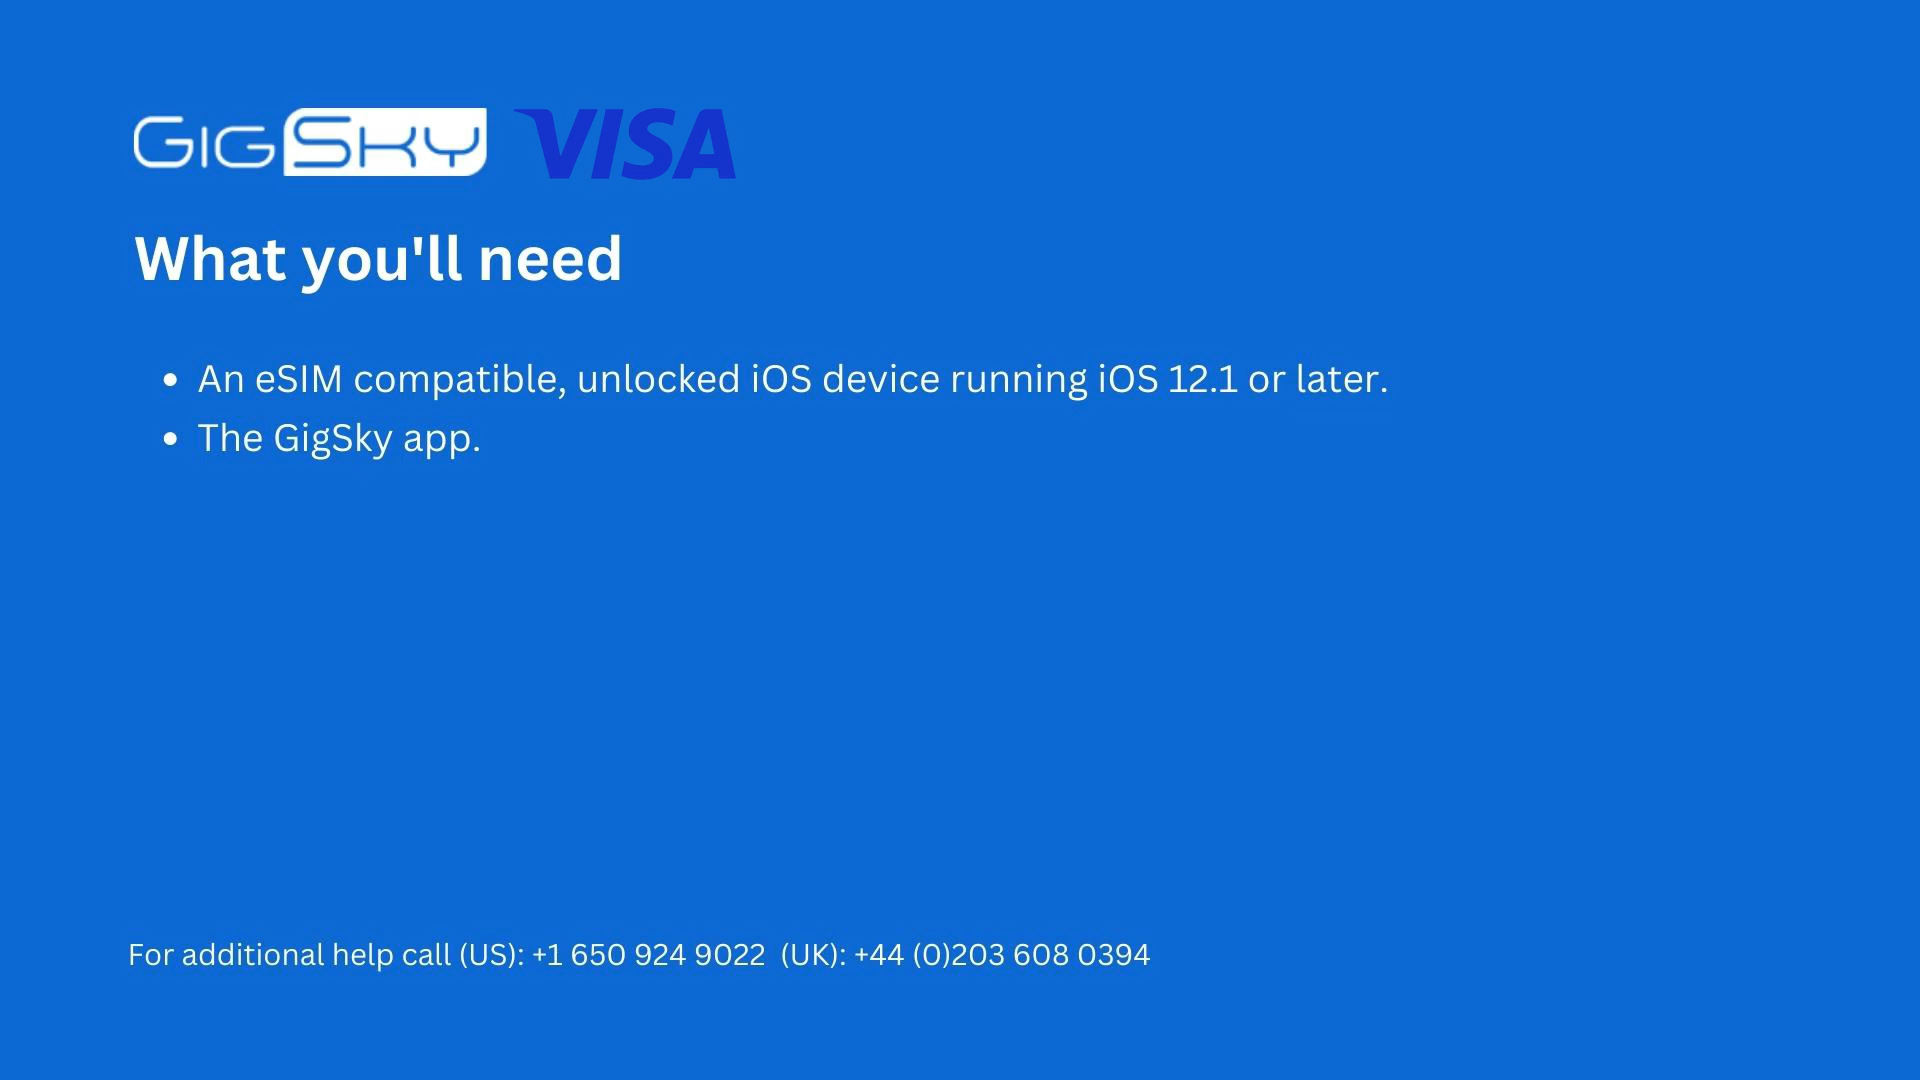 GIGSKY VISA
What you'll need
• An eSIM compatible, unlocked iOS device running iOS 12.1 or later.
• The GigSky app.
For additional help call (US): +1 650 924 9022  (UK): +44 (0)203 608 0394